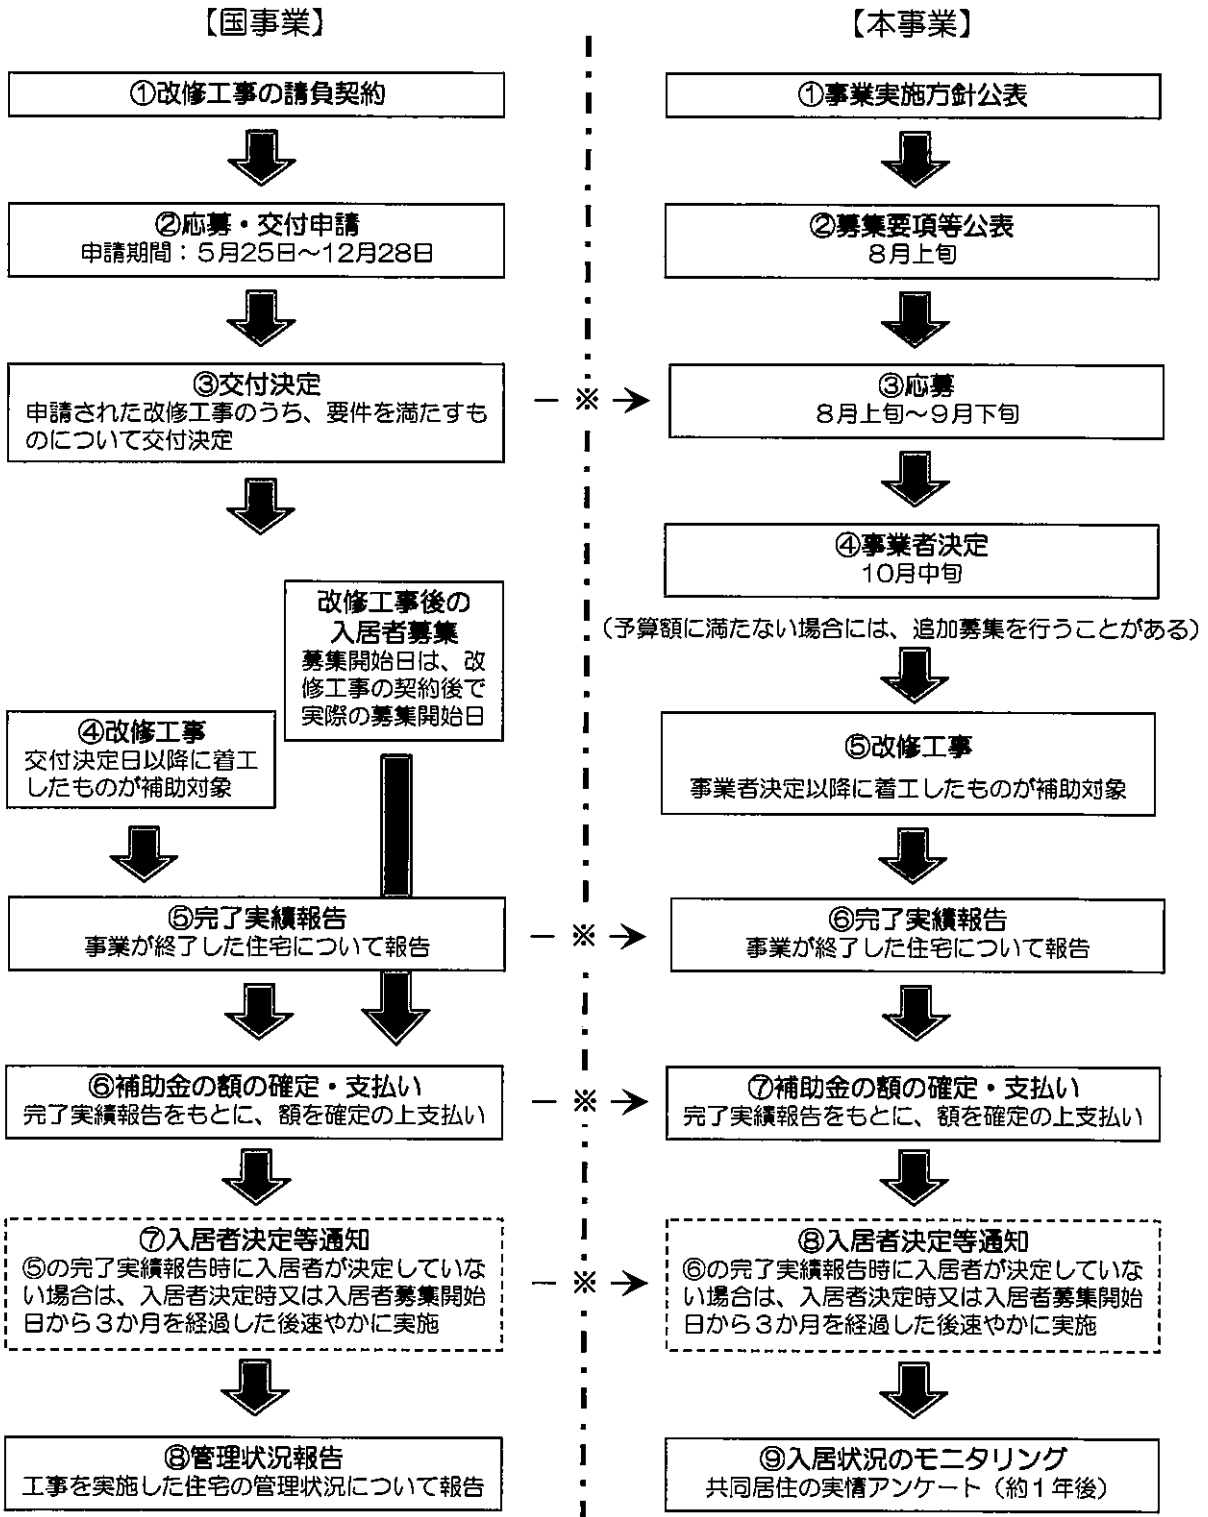 【国事業】
①改修工事の請負契約
②応募・交付申請
申請期間：5月25日～12月28日
③交付決定
申請された改修工事のうち、要件を満たすも
のについて交付決定
改修工事後の
入居者募集
募集開始日は、改
修工事の契約後で
実際の募集開始日
④改修工事
交付決定日以降に着工
したものが補助対象
⑤完了実績報告
事業が終了した住宅について報告
⑥補助金の額の確定・支払い
完了実績報告をもとに、額を確定の上支払い
⑦入居者決定等通知
⑤の完了実績報告時に入居者が決定していな
い場合は、入居者決定時又は入居者募集開始
日から３か月を経過した後速やかに実施
⑧管理状況報告
工事を実施した住宅の管理状況について報告
※
※
※
※
【本事業】
①事業実施方針公表
②募集要項等公表
8月上旬
③応募
8月上旬～9月下旬
④事業者決定
10月中旬
（予算額に満たない場合には、追加募集を行うことがある）
⑤改修工事
事業者決定以降に着工したものが補助対象
⑥完了実績報告
事業が終了した住宅について報告
⑦補助金の額の確定・支払い
完了実績報告をもとに、額を確定の上支払い
⑧入居者決定等通知
⑥の完了実績報告時に入居者が決定していな
い場合は、入居者決定時又は入居者募集開始
日から３か月を経過した後速やかに実施
⑨入居状況のモニタリング
共同居住の実情アンケート（約１年後）